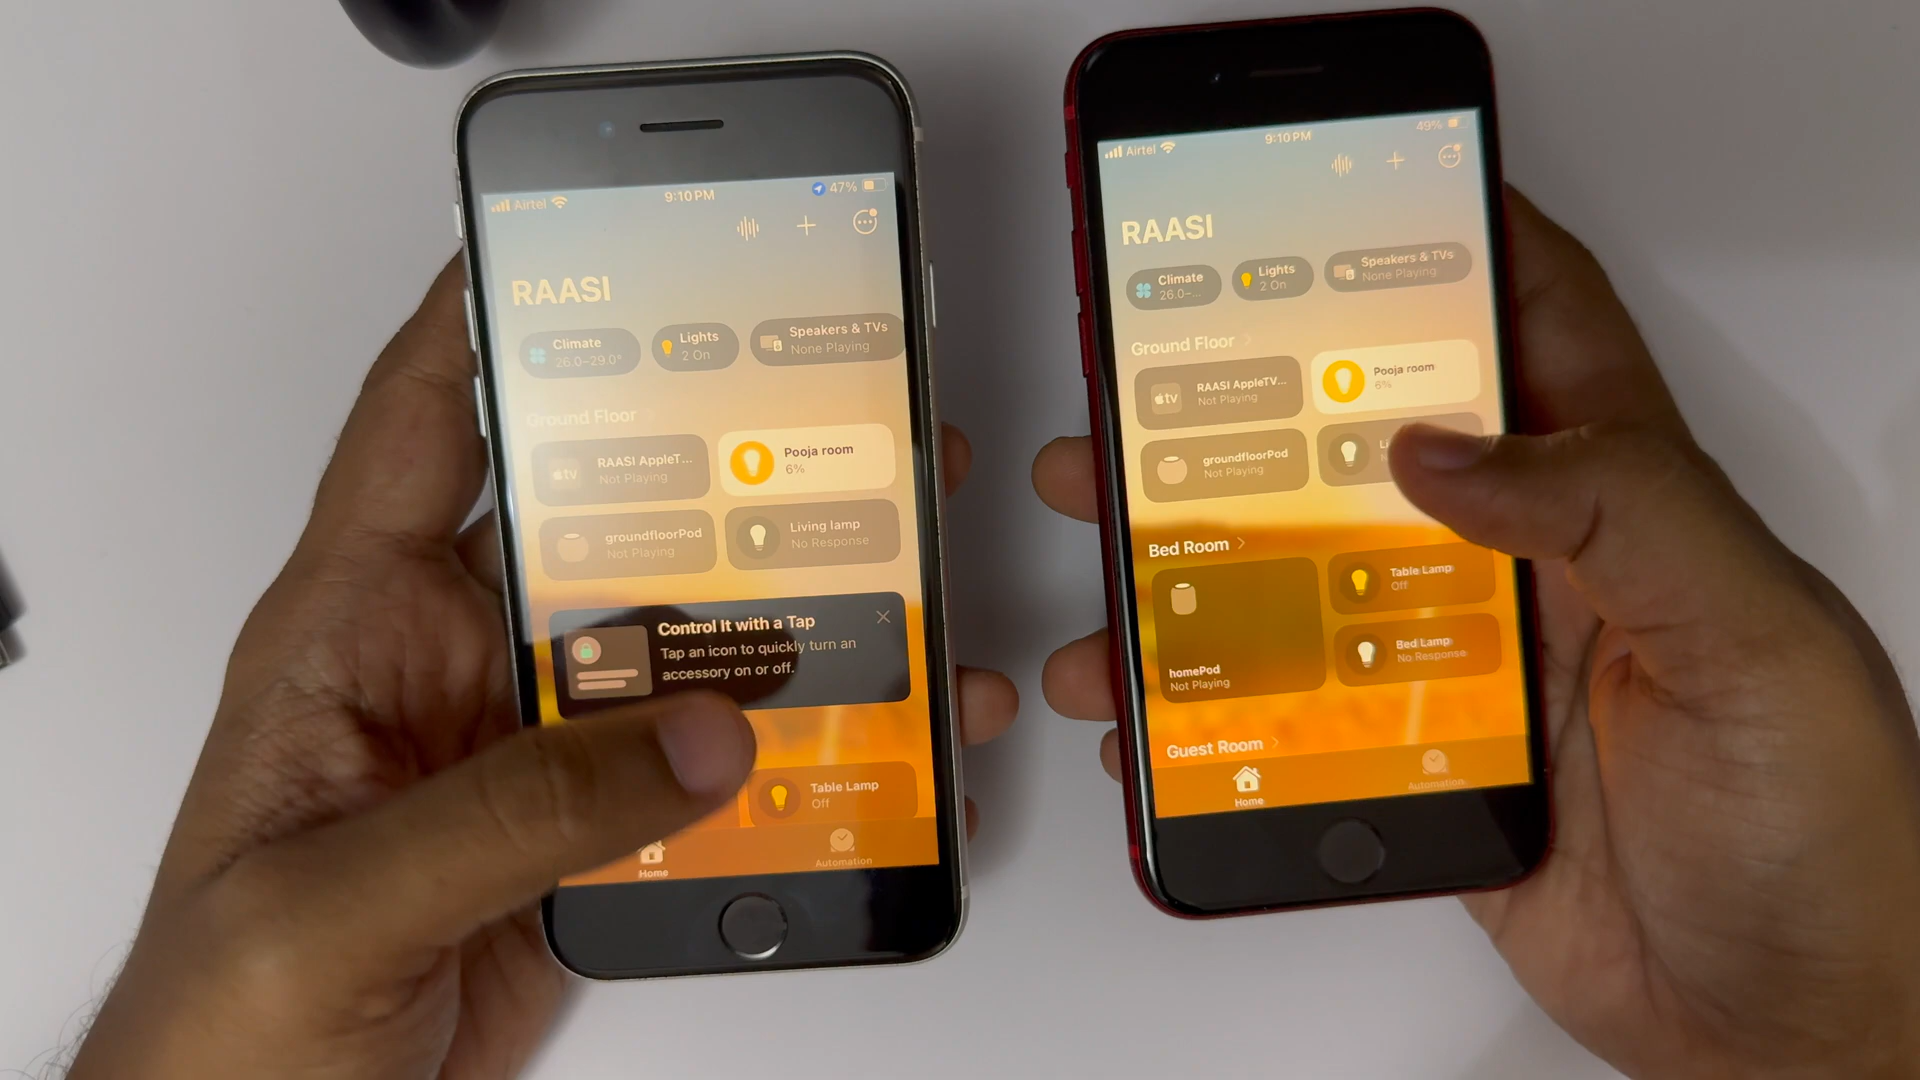 Airtel
9:10 PM
47%
RAASI
Climate
26.0–29.0°
Lights
2 On
Speakers & TVs
None Playing
Ground Floor
tv
RAASI AppleT...
Not Playing
Pooja room
6%
groundfloorPod
Not Playing
Living lamp
No Response
Control It with a Tap
Tap an icon to quickly turn an
accessory on or off.
Table Lamp
Off
Home
Automation
Airtel
9:10 PM
49%
RAASI
Climate
26.0–...
Lights
2 On
Speakers & TVs
None Playing
Ground Floor
tv
RAASI AppleTV...
Not Playing
Pooja room
6%
groundfloorPod
Not Playing
Li
Bed Room
homePod
Not Playing
Table Lamp
Off
Bed Lamp
No Response
Guest Room
Home
Automation